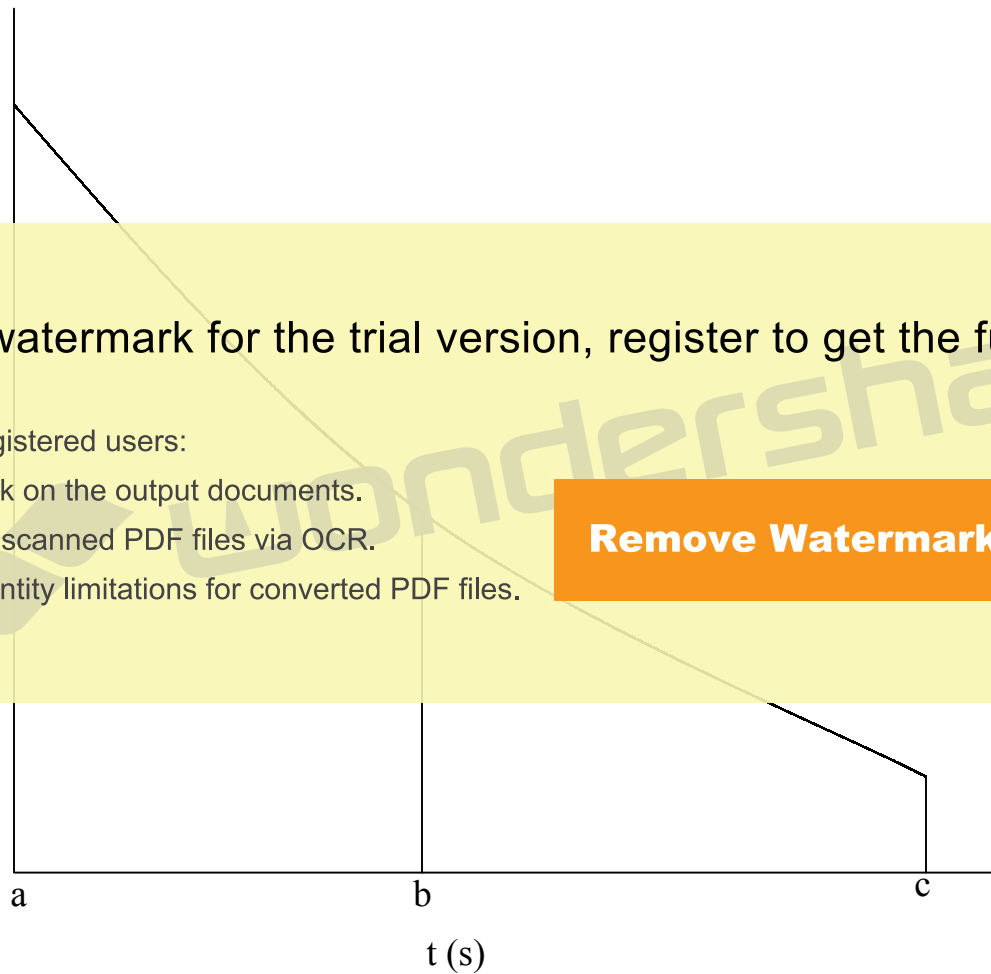 watermark for the trial version, register to get the fu
gistered users:
k on the output documents.
scanned PDF files via OCR.
ntity limitations for converted PDF files.
wondersha
Remove Watermark
a
b
c
t (s)